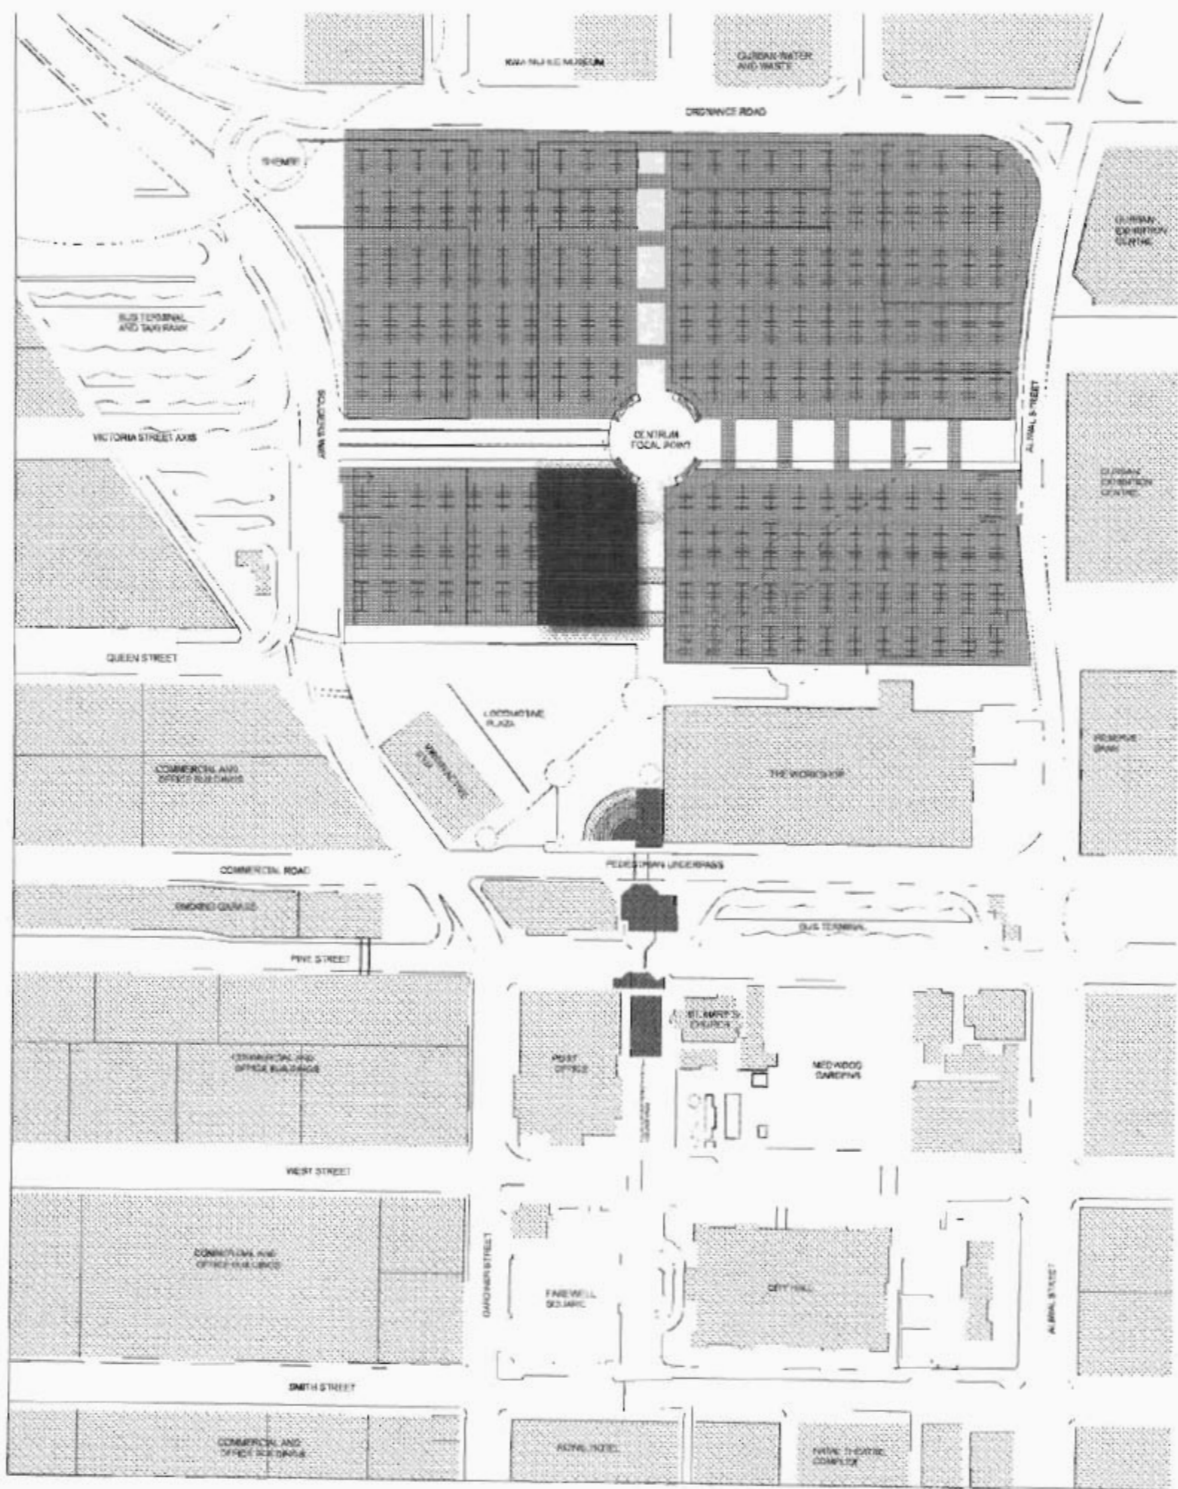 MUSEUM
DURBAN WATER
AND WASTE
ORDNANCE ROAD
DURBAN
EXHIBITION
CENTRE
BUS TERMINAL
AND TAXI RANK
SOLDIERS WAY
ALIWAL STREET
VICTORIA STREET AXIS
CENTRUM
FOCAL POINT
DURBAN
EXHIBITION
CENTRE
QUEEN STREET
LOCOMOTIVE
PLAZA
RESERVE
BANK
COMMERCIAL AND
OFFICE BUILDINGS
THE WORKSHOP
PEDESTRIAN UNDERPASS
COMMERCIAL ROAD
GARAGE
BUS TERMINAL
PINE STREET
ST. MARY'S
CHURCH
COMMERCIAL AND
OFFICE BUILDINGS
POST
OFFICE
MEDWOOD
GARDENS
WEST STREET
GARDINER STREET
COMMERCIAL AND
OFFICE BUILDINGS
FAREWELL
SQUARE
CITY HALL
ALIWAL STREET
SMITH STREET
COMMERCIAL AND
OFFICE BUILDINGS
ROYAL HOTEL
NATAL THEATRE
COMPLEX